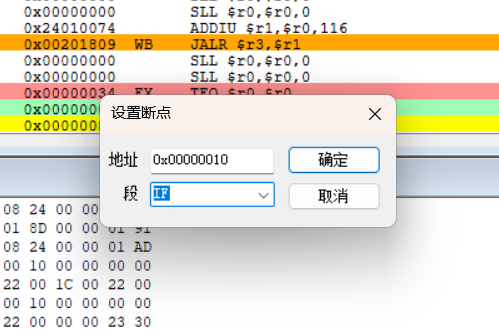 0x00000000 SLL $r0,$r0,0
0x24010074 ADDIU $r1,$r0,116
0x00201809 WB JALR $r3,$r1
0x00000000 SLL $r0,$r0,0
0x00000000 SLL $r0,$r0,0
0x00000034 EX TEQ $r0,$r0
设置断点
地址 0x00000010 确定
段 IF 取消
08 24 00 00
01 8D 00 00 01 91
08 24 00 00 01 AD
00 10 00 00 00 00
22 00 1C 00 22 00
00 10 00 00 00 00
22 00 00 00 23 30